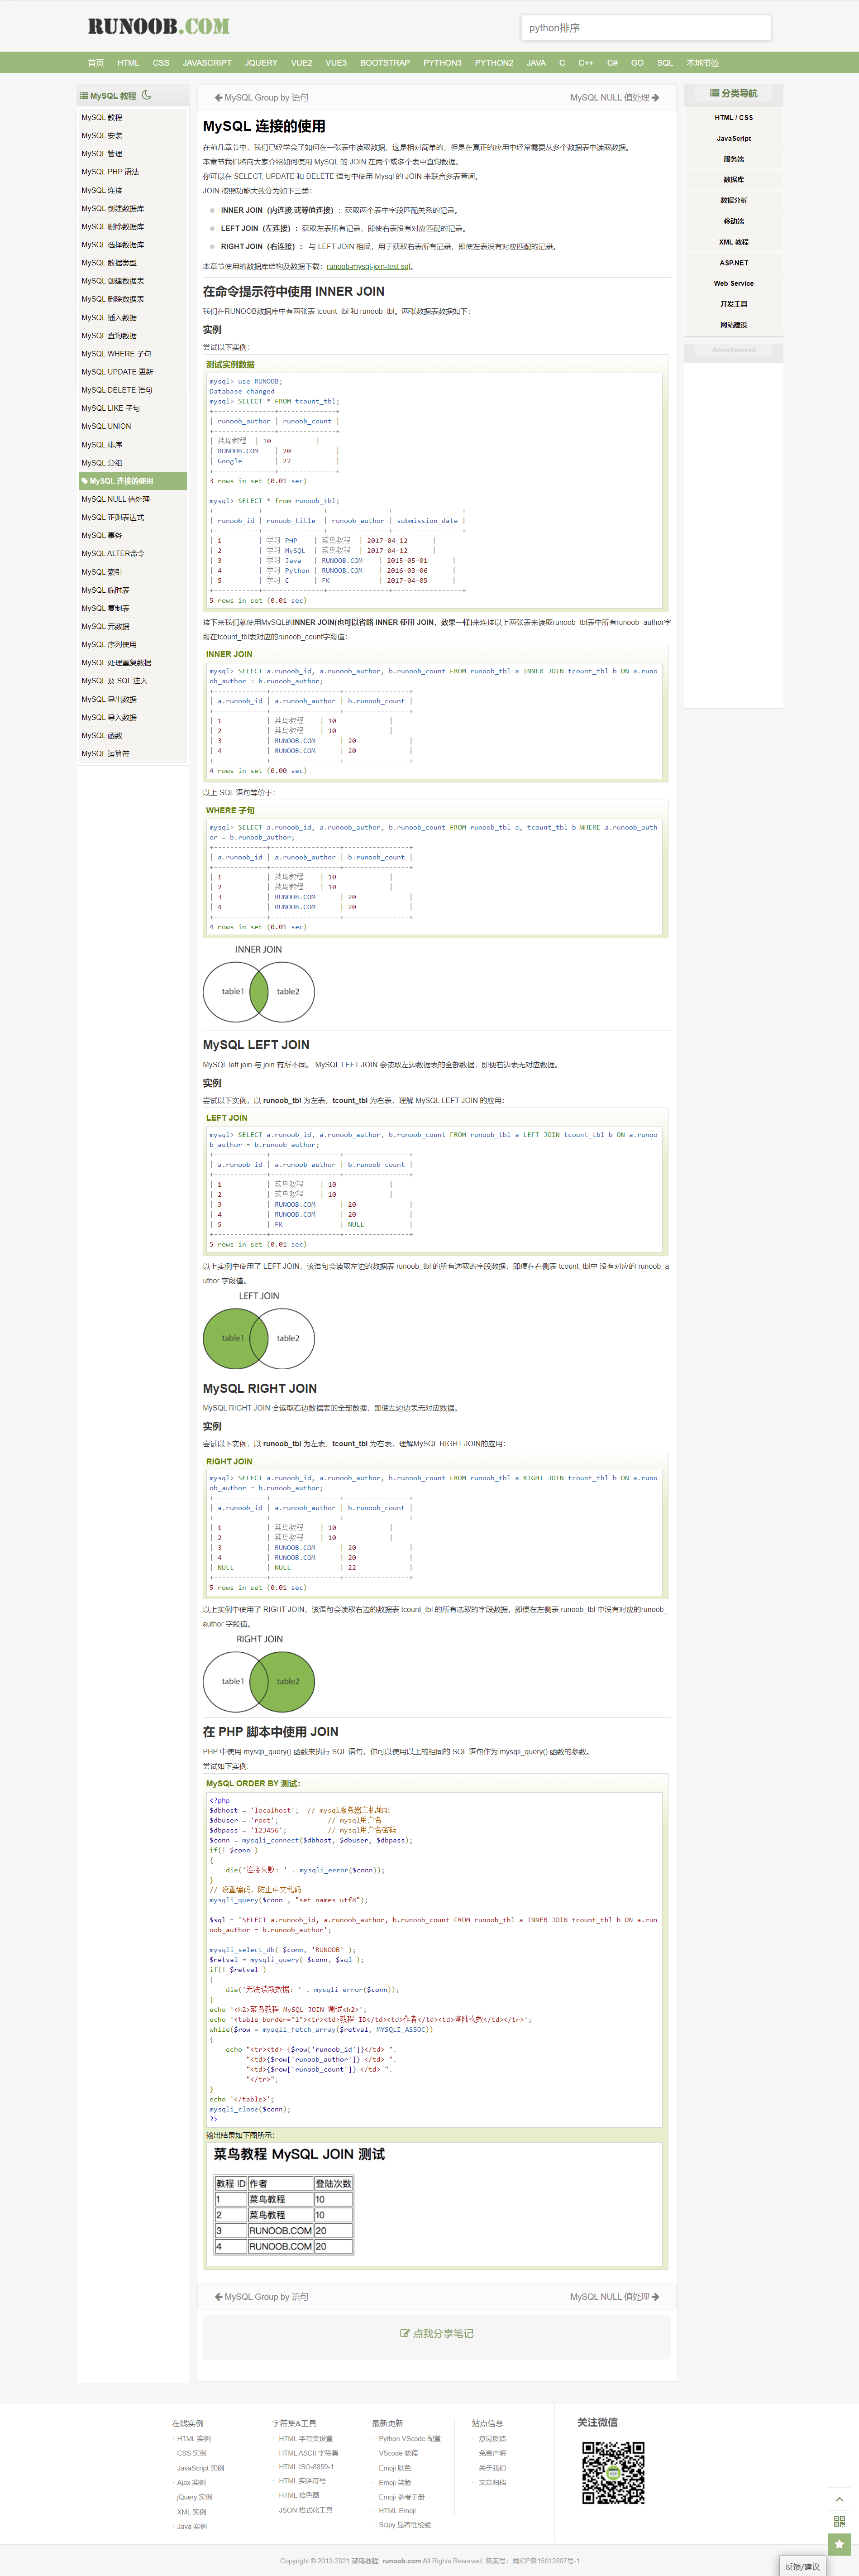 RUNOOB.COM
python排序
首页 HTML CSS JAVASCRIPT JQUERY VUE2 VUE3 BOOTSTRAP PYTHON3 PYTHON2 JAVA C C++ C# GO SQL 本地书签
MySQL 教程
MySQL 教程
MySQL 安装
MySQL 管理
MySQL PHP 语法
MySQL 连接
MySQL 创建数据库
MySQL 删除数据库
MySQL 选择数据库
MySQL 数据类型
MySQL 创建数据表
MySQL 删除数据表
MySQL 插入数据
MySQL 查询数据
MySQL WHERE 子句
MySQL UPDATE 更新
MySQL DELETE 语句
MySQL LIKE 子句
MySQL UNION
MySQL 排序
MySQL 分组
MySQL 连接的使用
MySQL NULL 值处理
MySQL 正则表达式
MySQL 事务
MySQL ALTER命令
MySQL 索引
MySQL 临时表
MySQL 复制表
MySQL 元数据
MySQL 序列使用
MySQL 处理重复数据
MySQL 及 SQL 注入
MySQL 导出数据
MySQL 导入数据
MySQL 函数
MySQL 运算符
MySQL Group by 语句 MySQL NULL 值处理
MySQL 连接的使用
在前几章节中，我们已经学会了如何在一张表中读取数据，这是相对简单的，但是在真正的应用中经常需要从多个数据表中读取数据。
本章节我们将向大家介绍如何使用 MySQL 的 JOIN 在两个或多个表中查询数据。
你可以在 SELECT, UPDATE 和 DELETE 语句中使用 Mysql 的 JOIN 来联合多表查询。
JOIN 按照功能大致分为如下三类：
INNER JOIN（内连接,或等值连接）：获取两个表中字段匹配关系的记录。
LEFT JOIN（左连接）：获取左表所有记录，即使右表没有对应匹配的记录。
RIGHT JOIN（右连接）： 与 LEFT JOIN 相反，用于获取右表所有记录，即使左表没有对应匹配的记录。
本章节使用的数据库结构及数据下载：runoob-mysql-join-test.sql。
在命令提示符中使用 INNER JOIN
我们在RUNOOB数据库中有两张表 tcount_tbl 和 runoob_tbl。两张数据表数据如下：
实例
尝试以下实例：
测试实例数据
mysql> use RUNOOB;
Database changed
mysql> SELECT * FROM tcount_tbl;
+---------------+--------------+
| runoob_author | runoob_count |
+---------------+--------------+
| 菜鸟教程 | 10 |
| RUNOOB.COM | 20 |
| Google | 22 |
+---------------+--------------+
3 rows in set (0.01 sec)
mysql> SELECT * from runoob_tbl;
+-----------+---------------+---------------+-----------------+
| runoob_id | runoob_title | runoob_author | submission_date |
+-----------+---------------+---------------+-----------------+
| 1 | 学习 PHP | 菜鸟教程 | 2017-04-12 |
| 2 | 学习 MySQL | 菜鸟教程 | 2017-04-12 |
| 3 | 学习 Java | RUNOOB.COM | 2015-05-01 |
| 4 | 学习 Python | RUNOOB.COM | 2016-03-06 |
| 5 | 学习 C | FK | 2017-04-05 |
+-----------+---------------+---------------+-----------------+
5 rows in set (0.01 sec)
接下来我们就使用MySQL的INNER JOIN(也可以省略 INNER 使用 JOIN，效果一样)来连接以上两张表来读取runoob_tbl表中所有runoob_author字
段在tcount_tbl表对应的runoob_count字段值：
INNER JOIN
mysql> SELECT a.runoob_id, a.runoob_author, b.runoob_count FROM runoob_tbl a INNER JOIN tcount_tbl b ON a.runo
ob_author = b.runoob_author;
+-------------+-----------------+----------------+
| a.runoob_id | a.runoob_author | b.runoob_count |
+-------------+-----------------+----------------+
| 1 | 菜鸟教程 | 10 |
| 2 | 菜鸟教程 | 10 |
| 3 | RUNOOB.COM | 20 |
| 4 | RUNOOB.COM | 20 |
+-------------+-----------------+----------------+
4 rows in set (0.00 sec)
以上 SQL 语句等价于：
WHERE 子句
mysql> SELECT a.runoob_id, a.runoob_author, b.runoob_count FROM runoob_tbl a, tcount_tbl b WHERE a.runoob_auth
or = b.runoob_author;
+-------------+-----------------+----------------+
| a.runoob_id | a.runoob_author | b.runoob_count |
+-------------+-----------------+----------------+
| 1 | 菜鸟教程 | 10 |
| 2 | 菜鸟教程 | 10 |
| 3 | RUNOOB.COM | 20 |
| 4 | RUNOOB.COM | 20 |
+-------------+-----------------+----------------+
4 rows in set (0.01 sec)
INNER JOIN
table1 table2
MySQL LEFT JOIN
MySQL left join 与 join 有所不同。 MySQL LEFT JOIN 会读取左边数据表的全部数据，即便右边表无对应数据。
实例
尝试以下实例，以 runoob_tbl 为左表，tcount_tbl 为右表，理解 MySQL LEFT JOIN 的应用：
LEFT JOIN
mysql> SELECT a.runoob_id, a.runoob_author, b.runoob_count FROM runoob_tbl a LEFT JOIN tcount_tbl b ON a.runoo
b_author = b.runoob_author;
+-------------+-----------------+----------------+
| a.runoob_id | a.runoob_author | b.runoob_count |
+-------------+-----------------+----------------+
| 1 | 菜鸟教程 | 10 |
| 2 | 菜鸟教程 | 10 |
| 3 | RUNOOB.COM | 20 |
| 4 | RUNOOB.COM | 20 |
| 5 | FK | NULL |
+-------------+-----------------+----------------+
5 rows in set (0.01 sec)
以上实例中使用了 LEFT JOIN，该语句会读取左边的数据表 runoob_tbl 的所有选取的字段数据，即便在右侧表 tcount_tbl中 没有对应的 runoob_a
uthor 字段值。
LEFT JOIN
table1 table2
MySQL RIGHT JOIN
MySQL RIGHT JOIN 会读取右边数据表的全部数据，即便左边边表无对应数据。
实例
尝试以下实例，以 runoob_tbl 为左表，tcount_tbl 为右表，理解MySQL RIGHT JOIN的应用：
RIGHT JOIN
mysql> SELECT a.runoob_id, a.runoob_author, b.runoob_count FROM runoob_tbl a RIGHT JOIN tcount_tbl b ON a.runo
ob_author = b.runoob_author;
+-------------+-----------------+----------------+
| a.runoob_id | a.runoob_author | b.runoob_count |
+-------------+-----------------+----------------+
| 1 | 菜鸟教程 | 10 |
| 2 | 菜鸟教程 | 10 |
| 3 | RUNOOB.COM | 20 |
| 4 | RUNOOB.COM | 20 |
| NULL | NULL | 22 |
+-------------+-----------------+----------------+
5 rows in set (0.01 sec)
以上实例中使用了 RIGHT JOIN，该语句会读取右边的数据表 tcount_tbl 的所有选取的字段数据，即便在左侧表 runoob_tbl 中没有对应的runoob_
author 字段值。
RIGHT JOIN
table1 table2
在 PHP 脚本中使用 JOIN
PHP 中使用 mysqli_query() 函数来执行 SQL 语句，你可以使用以上的相同的 SQL 语句作为 mysqli_query() 函数的参数。
尝试如下实例:
MySQL ORDER BY 测试：
<?php
$dbhost = 'localhost'; // mysql服务器主机地址
$dbuser = 'root'; // mysql用户名
$dbpass = '123456'; // mysql用户名密码
$conn = mysqli_connect($dbhost, $dbuser, $dbpass);
if(! $conn )
{
die('连接失败: ' . mysqli_error($conn));
}
// 设置编码，防止中文乱码
mysqli_query($conn , "set names utf8");
$sql = 'SELECT a.runoob_id, a.runoob_author, b.runoob_count FROM runoob_tbl a INNER JOIN tcount_tbl b ON a.run
oob_author = b.runoob_author';
mysqli_select_db( $conn, 'RUNOOB' );
$retval = mysqli_query( $conn, $sql );
if(! $retval )
{
die('无法读取数据: ' . mysqli_error($conn));
}
echo '<h2>菜鸟教程 MySQL JOIN 测试<h2>';
echo '<table border="1"><tr><td>教程 ID</td><td>作者</td><td>登陆次数</td></tr>';
while($row = mysqli_fetch_array($retval, MYSQLI_ASSOC))
{
echo "<tr><td> {$row['runoob_id']}</td> ".
"<td>{$row['runoob_author']} </td> ".
"<td>{$row['runoob_count']} </td> ".
"</tr>";
}
echo '</table>';
mysqli_close($conn);
?>
输出结果如下图所示：
菜鸟教程 MySQL JOIN 测试
教程 ID 作者 登陆次数
1 菜鸟教程 10
2 菜鸟教程 10
3 RUNOOB.COM 20
4 RUNOOB.COM 20
MySQL Group by 语句 MySQL NULL 值处理
点我分享笔记
分类导航
HTML / CSS
JavaScript
服务端
数据库
数据分析
移动端
XML 教程
ASP.NET
Web Service
开发工具
网站建设
Advertisement
在线实例
· HTML 实例
· CSS 实例
· JavaScript 实例
· Ajax 实例
· jQuery 实例
· XML 实例
· Java 实例
字符集&工具
· HTML 字符集设置
· HTML ASCII 字符集
· HTML ISO-8859-1
· HTML 实体符号
· HTML 拾色器
· JSON 格式化工具
最新更新
· Python VScode 配置
· VScode 教程
· Emoji 肤色
· Emoji 笑脸
· Emoji 参考手册
· HTML Emoji
· Scipy 显著性检验
站点信息
· 意见反馈
· 免责声明
· 关于我们
· 文章归档
关注微信
Copyright © 2013-2021 菜鸟教程 runoob.com All Rights Reserved. 备案号：闽ICP备15012807号-1
反馈/建议